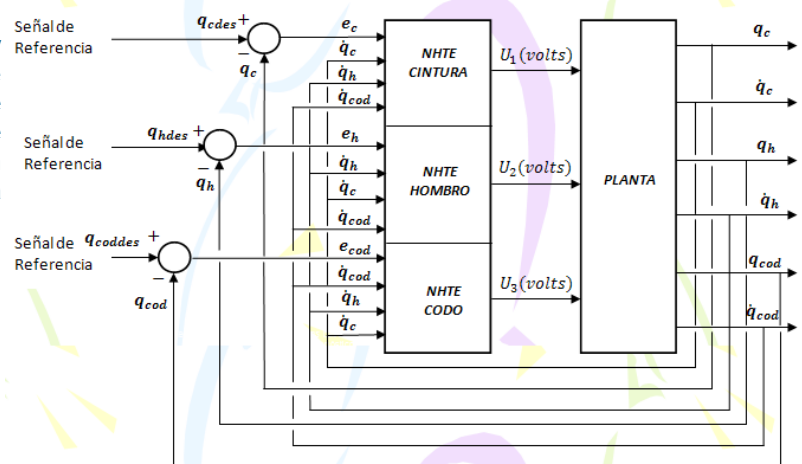 Señal de
Referencia
q_cdes +
−
q_c
Señal de
Referencia
q_hdes +
−
q_h
Señal de
Referencia
q_coddes +
−
q_cod
e_c
q̇_c
q̇_h
q̇_cod
e_h
q̇_h
q̇_c
q̇_cod
e_cod
q̇_cod
q̇_h
q̇_c
NHTE
CINTURA
NHTE
HOMBRO
NHTE
CODO
U_1(volts)
U_2(volts)
U_3(volts)
PLANTA
q_c
q̇_c
q_h
q̇_h
q_cod
q̇_cod